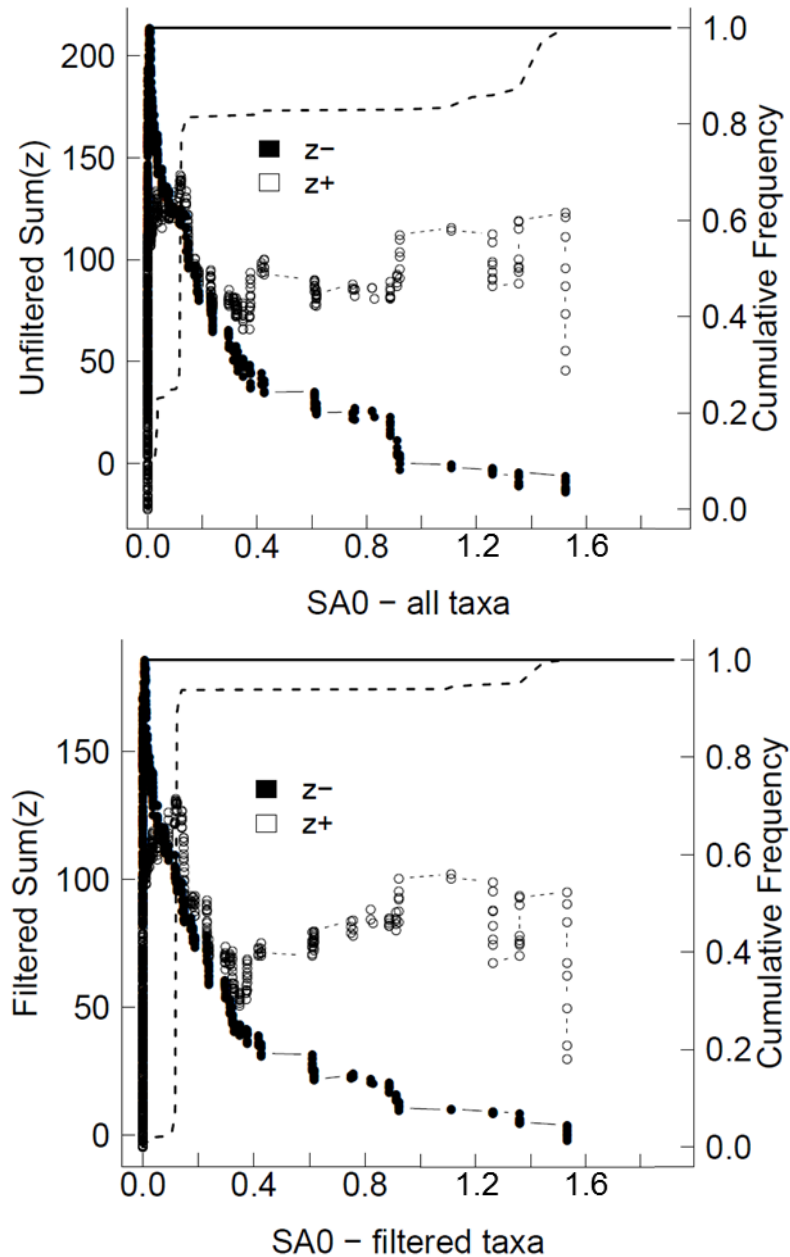 Unfiltered Sum(z)
200
150
100
50
0
z−
z+
1.0
0.8
0.6
0.4
0.2
0.0
Cumulative Frequency
0.0 0.4 0.8 1.2 1.6
SA0 − all taxa
Filtered Sum(z)
150
100
50
0
z−
z+
1.0
0.8
0.6
0.4
0.2
0.0
Cumulative Frequency
0.0 0.4 0.8 1.2 1.6
SA0 − filtered taxa